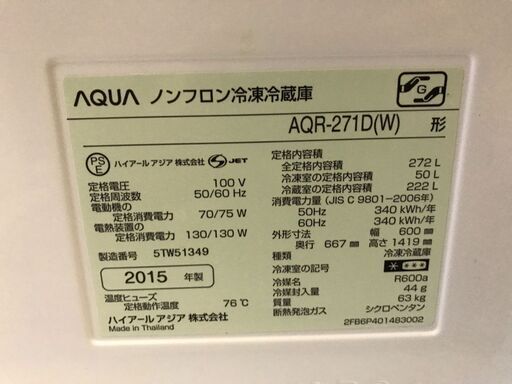 AQUA ノンフロン冷凍冷蔵庫
G
AQR-271D(W) 形
PS E ハイアール アジア 株式会社 JET
定格電圧 100 V
定格周波数 50/60 Hz
電動機の
定格消費電力 70/75 W
電熱装置の
定格消費電力 130/130 W
製造番号 5TW51349
2015 年製
温度ヒューズ
定格動作温度 76℃
ハイアール アジア 株式会社
Made in Thailand
定格内容積
全定格内容積 272 L
冷凍室の定格内容積 50 L
冷蔵室の定格内容積 222 L
消費電力量 (JIS C 9801-2006年)
50Hz 340 kWh/年
60Hz 340 kWh/年
外形寸法 幅 600 mm
奥行 667 mm 高さ 1419 mm
種類 冷凍冷蔵庫
冷凍室の記号
冷媒名 R600a
冷媒封入量 44 g
質量 63 kg
断熱発泡ガス シクロペンタン
2FB6P401483002